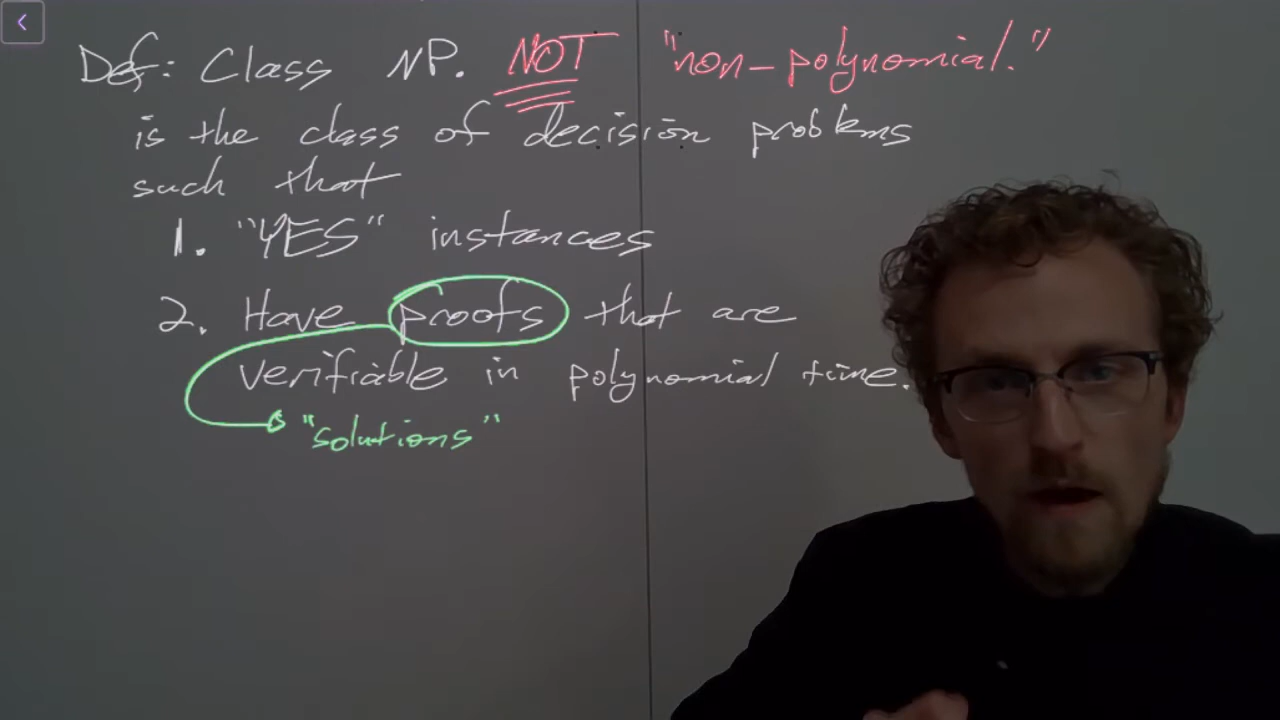 Def: Class NP. NOT "non-polynomial."
is the class of decision problems
such that
1. "YES" instances
2. Have proofs that are
verifiable in polynomial time.
"solutions"